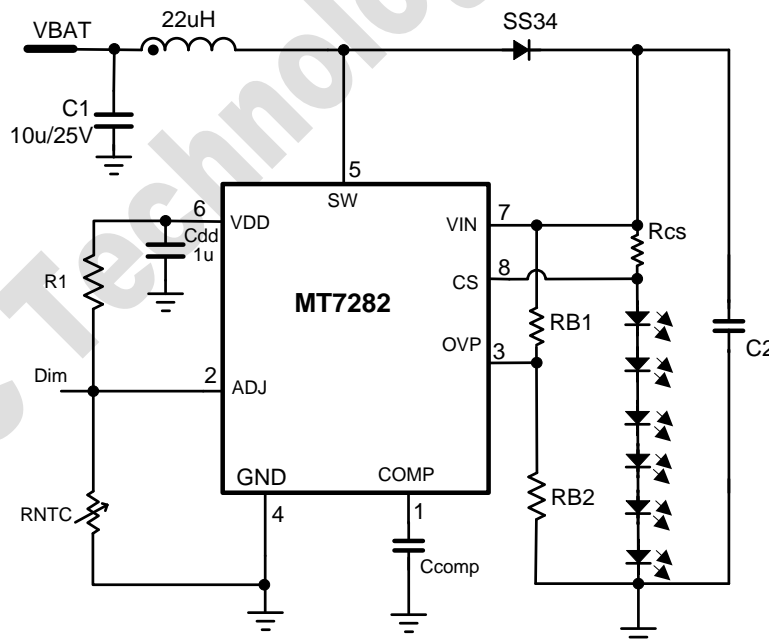 22uH
SS34
VBAT
C1
10u/25V
5
SW
6
VDD
Cdd
1u
VIN
7
Rcs
R1
CS
8
MT7282
RB1
OVP
3
C2
Dim
2
ADJ
GND
COMP
RNTC
4
1
RB2
Ccomp
C Technolog